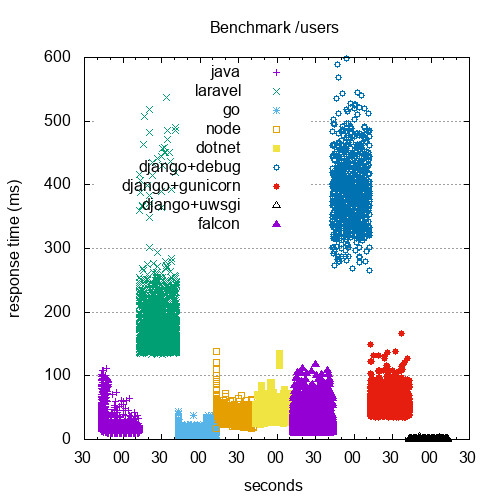 Benchmark /users
600
500
400
300
200
100
0
response time (ms)
java
laravel
go
node
dotnet
django+debug
django+gunicorn
django+uwsgi
falcon
30 00 30 00 30 00 30 00 30 00 30
seconds